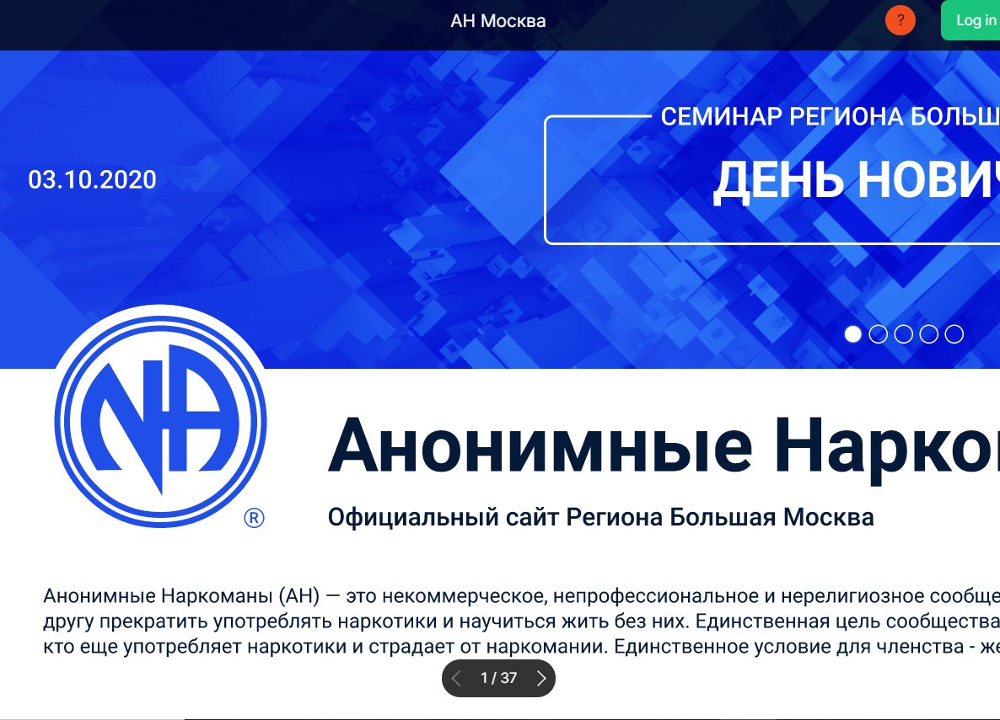 АН Москва
?
Log in
СЕМИНАР РЕГИОНА БОЛЬШ
03.10.2020
ДЕНЬ НОВИЧ
NA
®
Анонимные Нарко
Официальный сайт Региона Большая Москва
Анонимные Наркоманы (АН) — это некоммерческое, непрофессиональное и нерелигиозное сообще
другу прекратить употреблять наркотики и научиться жить без них. Единственная цель сообщества
кто еще употребляет наркотики и страдает от наркомании. Единственное условие для членства - же
1 / 37